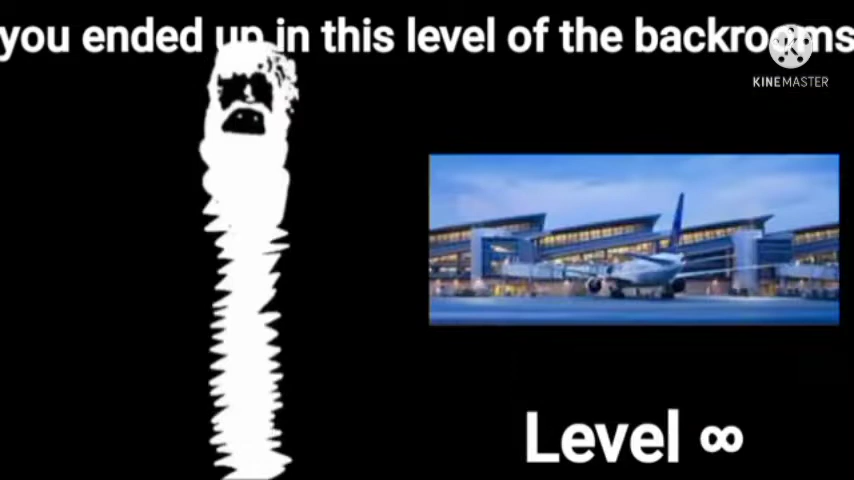 you ended up in this level of the backrooms
KINEMASTER
Level ∞